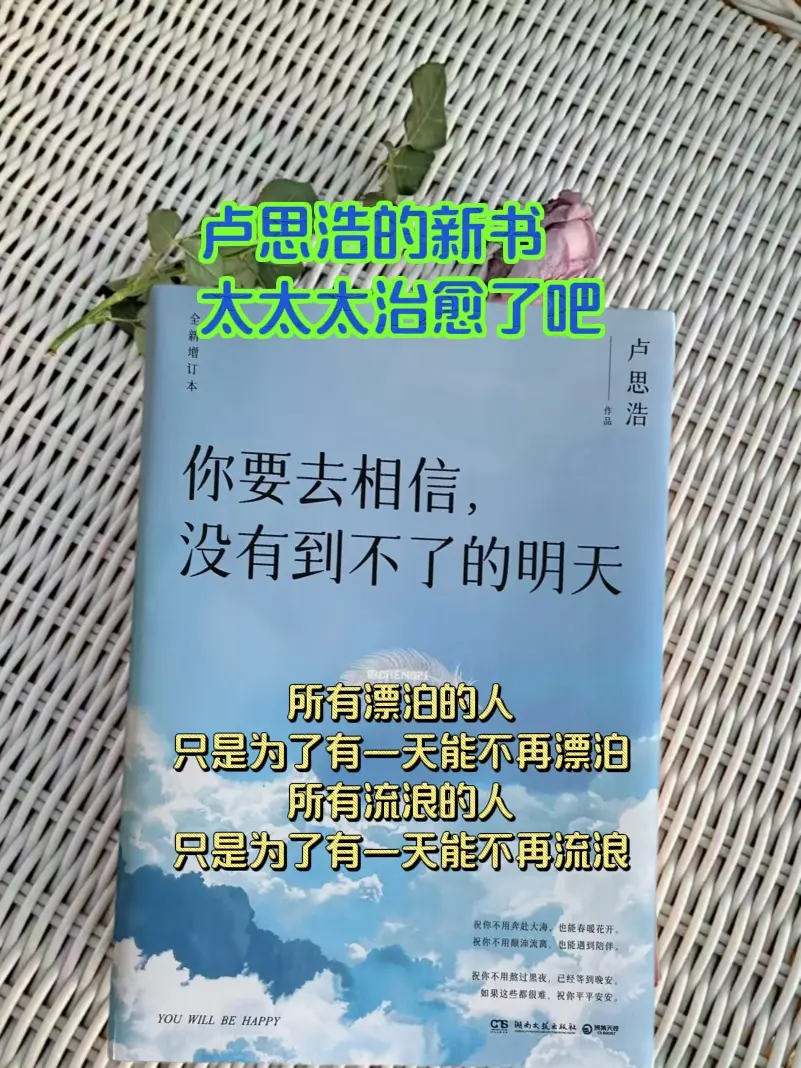 卢思浩的新书
太太太治愈了吧
全新增订本
卢思浩
作品
你要去相信，
没有到不了的明天
所有漂泊的人
只是为了有一天能不再漂泊
所有流浪的人
只是为了有一天能不再流浪
祝你不用奔赴大海，也能春暖花开。
祝你不用颠沛流离，也能遇到陪伴。
祝你不用熬过黑夜，已经等到晚安。
如果这些都很难，祝你平平安安。
YOU WILL BE HAPPY
湖南文艺出版社
博集天卷